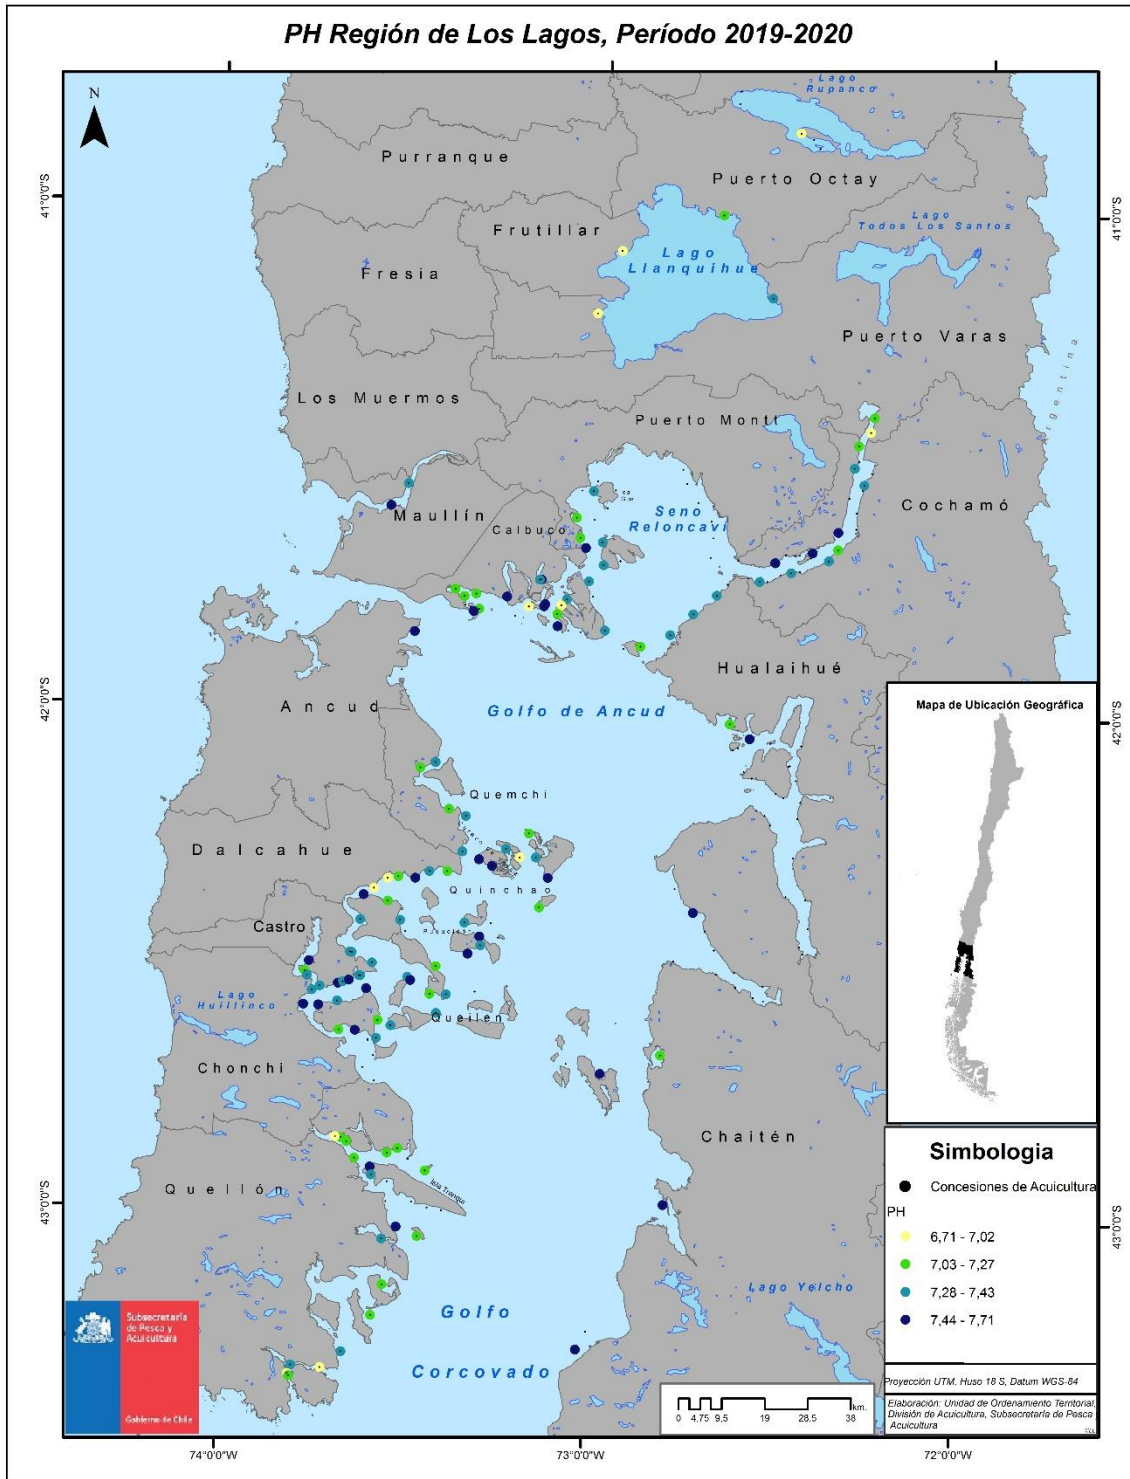 PH Región de Los Lagos, Período 2019-2020
N
Lago
Rupanco
Purranque
Puerto Octay
41°0'0"S
41°0'0"S
Frutillar
Lago
Todos Los Santos
Lago
Llanquihue
Fresia
Puerto Varas
Argentina
Los Muermos
Puerto Montt
Maullín
Calbuco
Seno
Reloncaví
Cochamó
Hualaihué
42°0'0"S
42°0'0"S
Ancud
Golfo de Ancud
Mapa de Ubicación Geográfica
Quemchi
Dalcahue
Quinchao
Castro
Lago
Huillinco
Queilen
Chonchi
Chaitén
Quellón
Isla Tranqui
43°0'0"S
43°0'0"S
Lago Yelcho
Golfo
Corcovado
Simbologia
Concesiones de Acuicultura
PH
6,71 - 7,02
7,03 - 7,27
7,28 - 7,43
7,44 - 7,71
Subsecretaría
de Pesca y
Acuicultura
Gobierno de Chile
km.
0 4,75 9,5 19 28,5 38
Proyección UTM. Huso 18 S, Datum WGS-84
Elaboración: Unidad de Ordenamiento Territorial,
División de Acuicultura, Subsecretaría de Pesca
Acuicultura
74°0'0"W
73°0'0"W
72°0'0"W